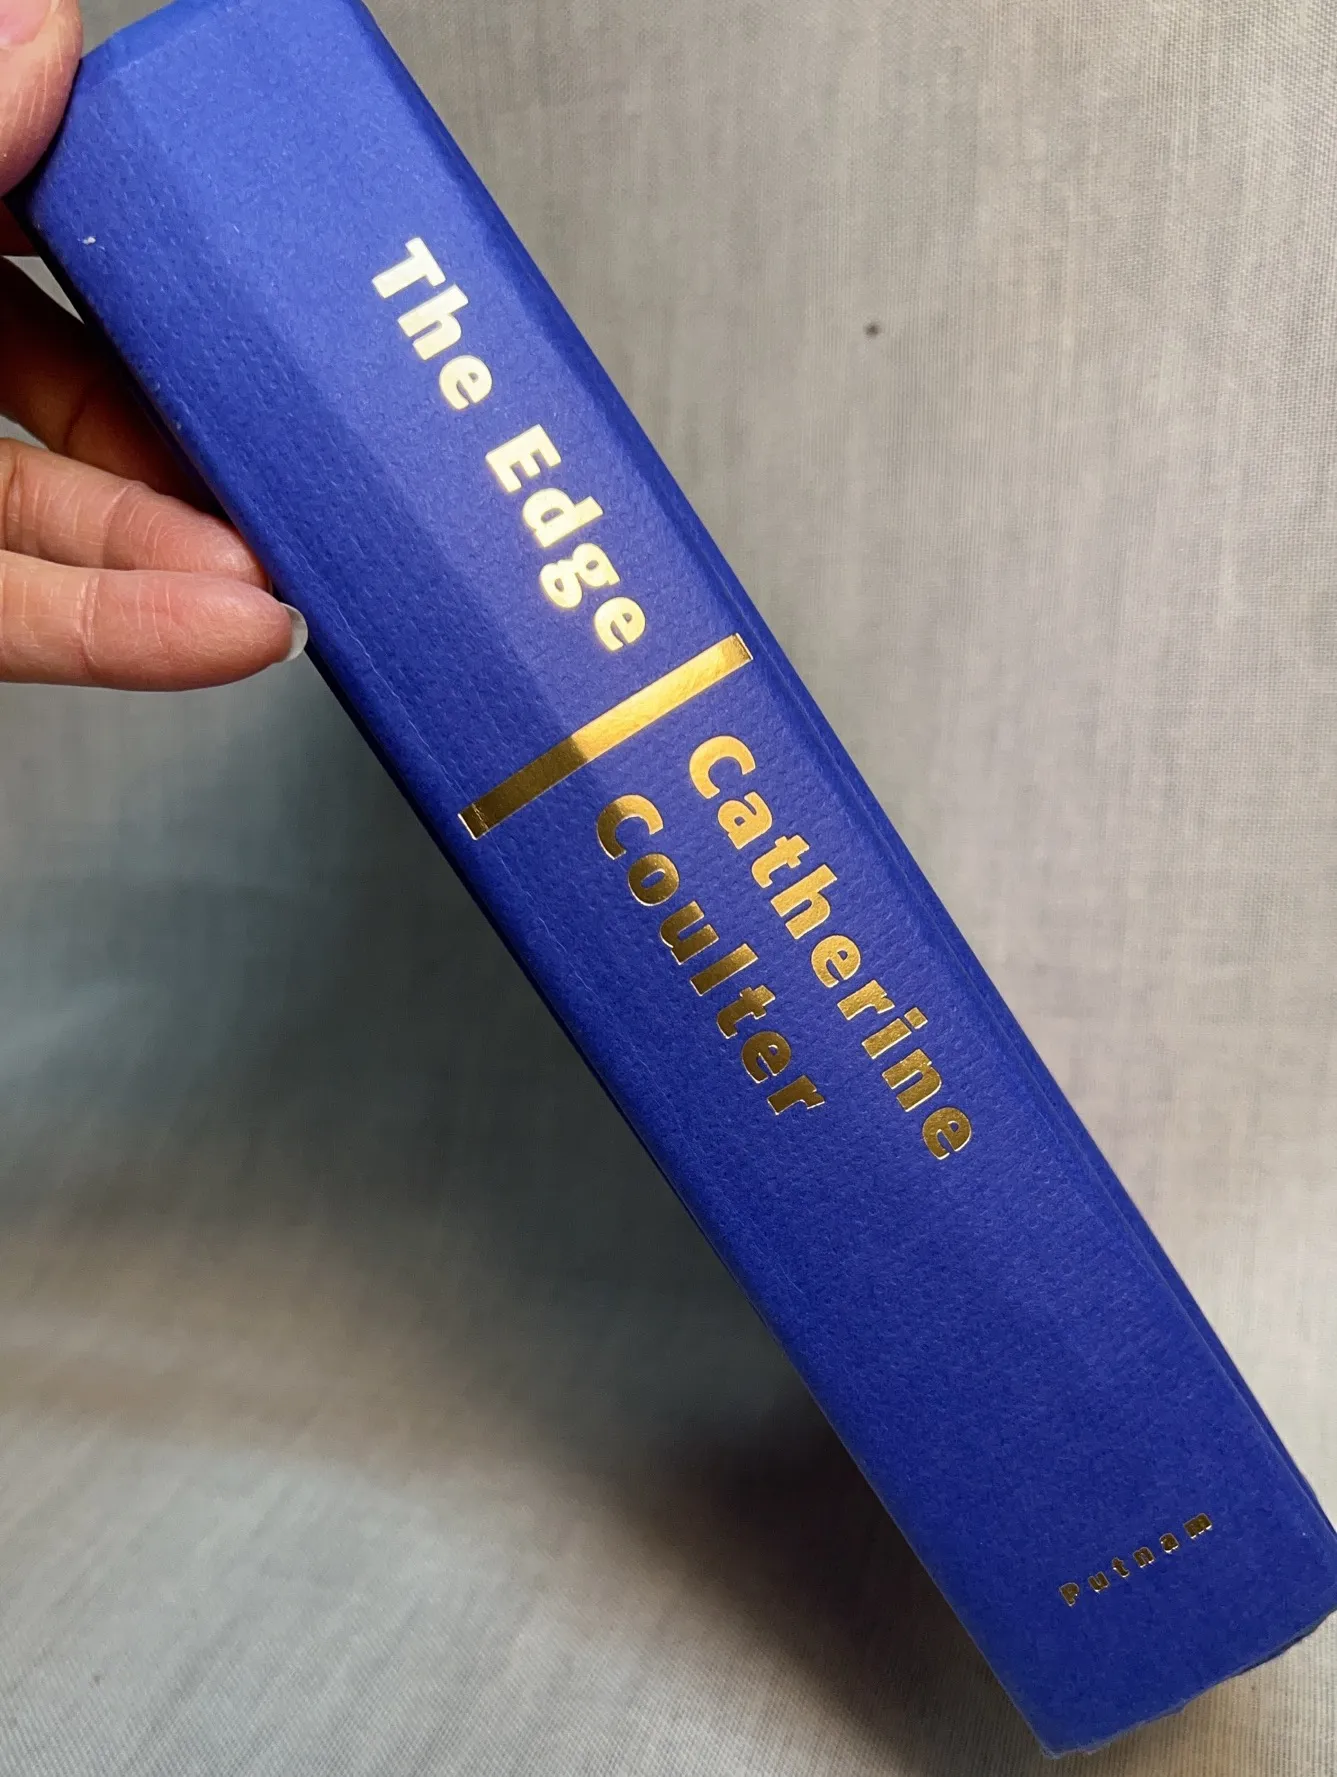 The Edge
Catherine
Coulter
Putnam